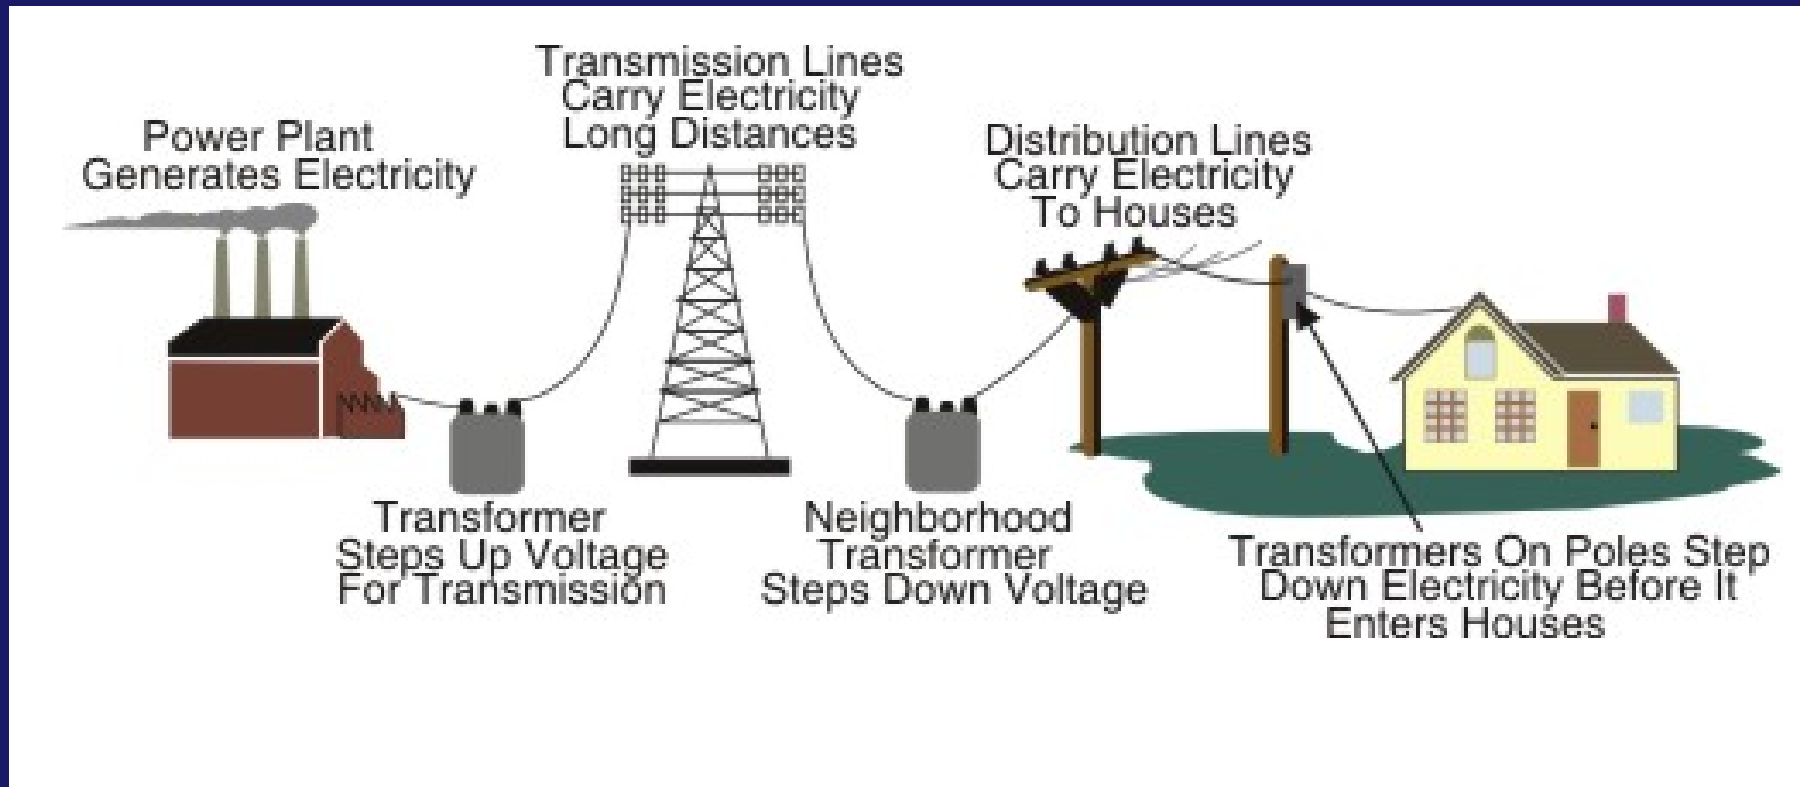 Power Plant
Generates Electricity
Transmission Lines
Carry Electricity
Long Distances
Distribution Lines
Carry Electricity
To Houses
Transformer
Steps Up Voltage
For Transmission
Neighborhood
Transformer
Steps Down Voltage
Transformers On Poles Step
Down Electricity Before It
Enters Houses